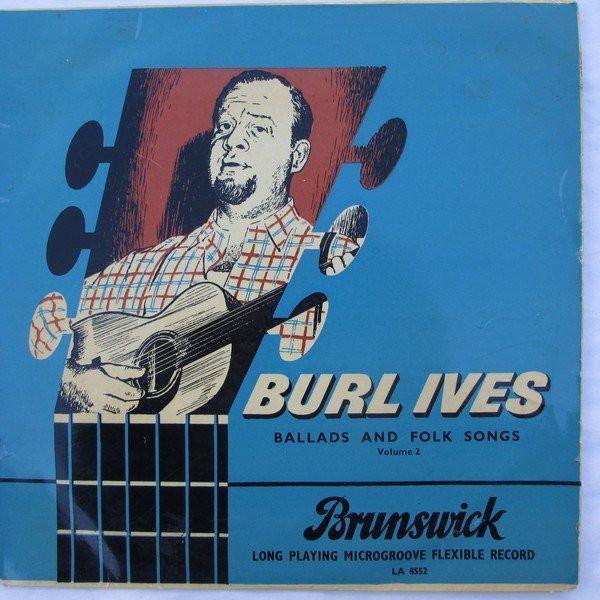 BURL IVES
BALLADS AND FOLK SONGS
Volume 2
Brunswick
LONG PLAYING MICROGROOVE FLEXIBLE RECORD
LA 8552